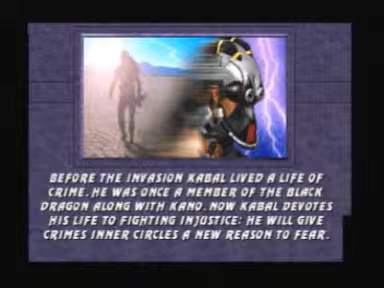 BEFORE THE INVASION KABAL LIVED A LIFE OF
CRIME. HE WAS ONCE A MEMBER OF THE BLACK
DRAGON ALONG WITH KANO. NOW KABAL DEVOTES
HIS LIFE TO FIGHTING INJUSTICE: HE WILL GIVE
CRIMES INNER CIRCLES A NEW REASON TO FEAR.